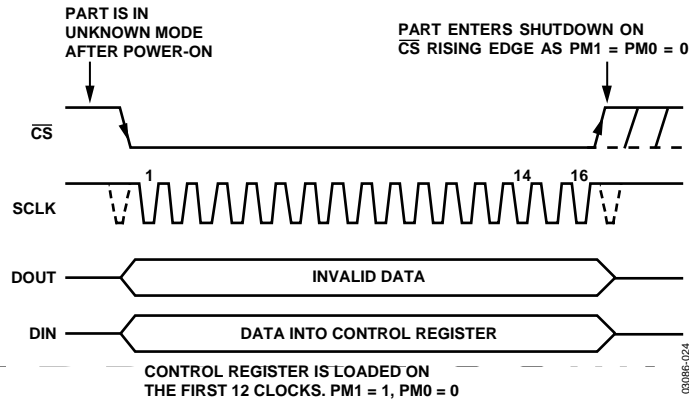 PART IS IN
UNKNOWN MODE
AFTER POWER-ON
PART ENTERS SHUTDOWN ON
CS RISING EDGE AS PM1 = PM0 = 0
CS
1
14
16
SCLK
DOUT
INVALID DATA
DIN
DATA INTO CONTROL REGISTER
CONTROL REGISTER IS LOADED ON
THE FIRST 12 CLOCKS. PM1 = 1, PM0 = 0
03086-024